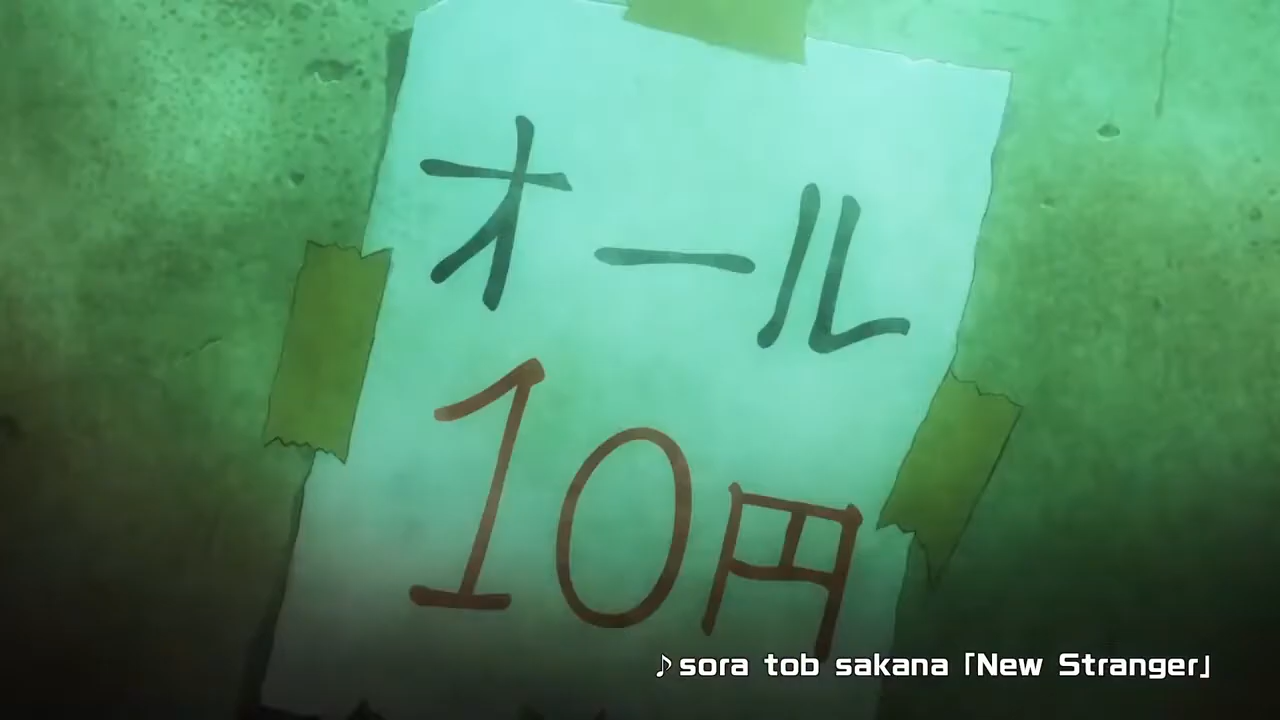 オール
10円
♪sora tob sakana「New Stranger」